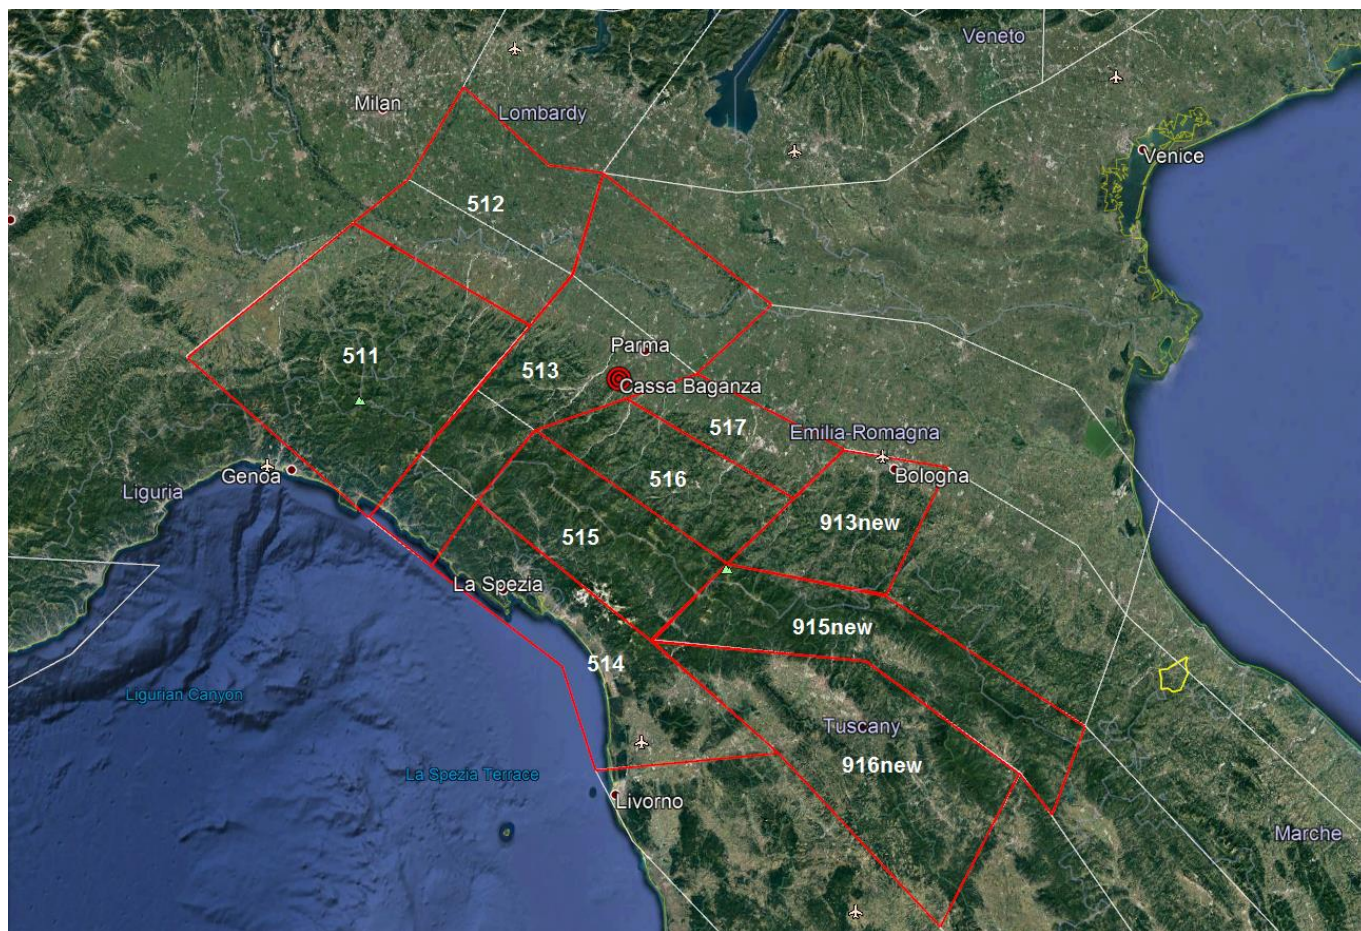 Veneto
Milan
Lombardy
Venice
512
Parma
511
513
Cassa Baganza
517
Emilia-Romagna
Genoa
Bologna
516
Liguria
913new
515
La Spezia
915new
514
Ligurian Canyon
Tuscany
916new
La Spezia Terrace
Livorno
Marche